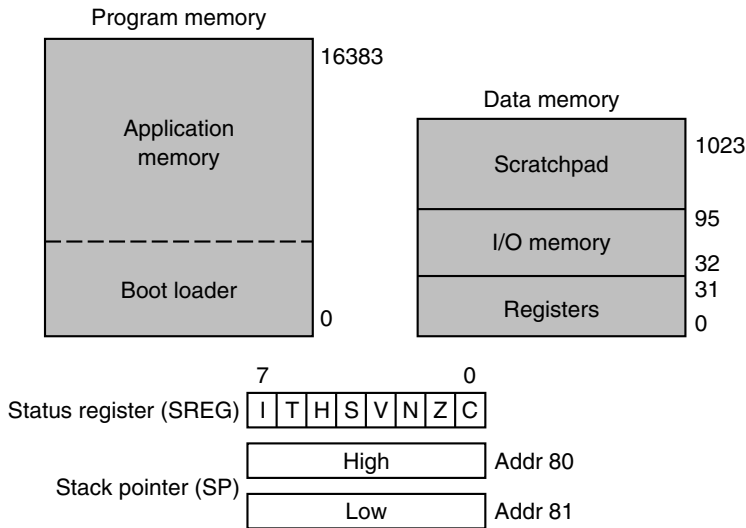 Program memory
16383
Application
memory
Boot loader
0
Data memory
1023
Scratchpad
95
I/O memory
32
31
Registers
0
7 0
Status register (SREG) I T H S V N Z C
High Addr 80
Stack pointer (SP)
Low Addr 81